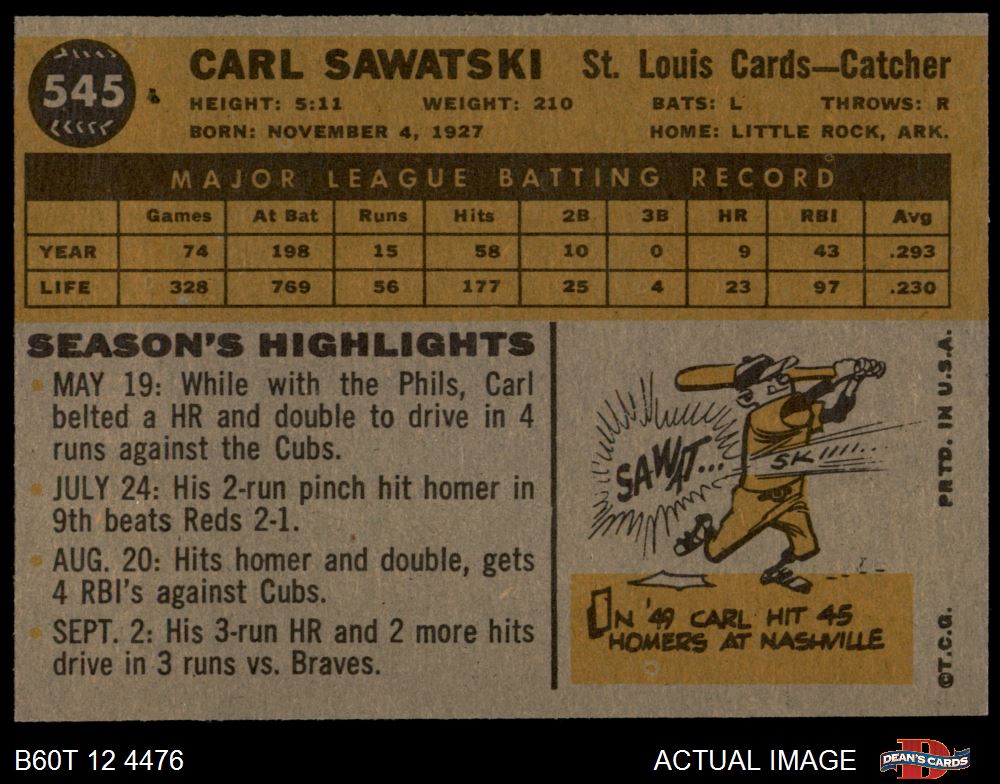 545
CARL SAWATSKI St. Louis Cards—Catcher
HEIGHT: 5:11 WEIGHT: 210 BATS: L THROWS: R
BORN: NOVEMBER 4, 1927 HOME: LITTLE ROCK, ARK.
MAJOR LEAGUE BATTING RECORD
Games At Bat Runs Hits 2B 3B HR RBI Avg
YEAR 74 198 15 58 10 0 9 43 .293
LIFE 328 769 56 177 25 4 23 97 .230
SEASON'S HIGHLIGHTS
MAY 19: While with the Phils, Carl
belted a HR and double to drive in 4
runs against the Cubs.
JULY 24: His 2-run pinch hit homer in
9th beats Reds 2-1.
AUG. 20: Hits homer and double, gets
4 RBI's against Cubs.
SEPT. 2: His 3-run HR and 2 more hits
drive in 3 runs vs. Braves.
SAWAT...
SK
IN '49 CARL HIT 45
HOMERS AT NASHVILLE
PRTD. IN U.S.A.
©T.C.G.
B60T 12 4476
ACTUAL IMAGE
D
DEAN'S CARDS